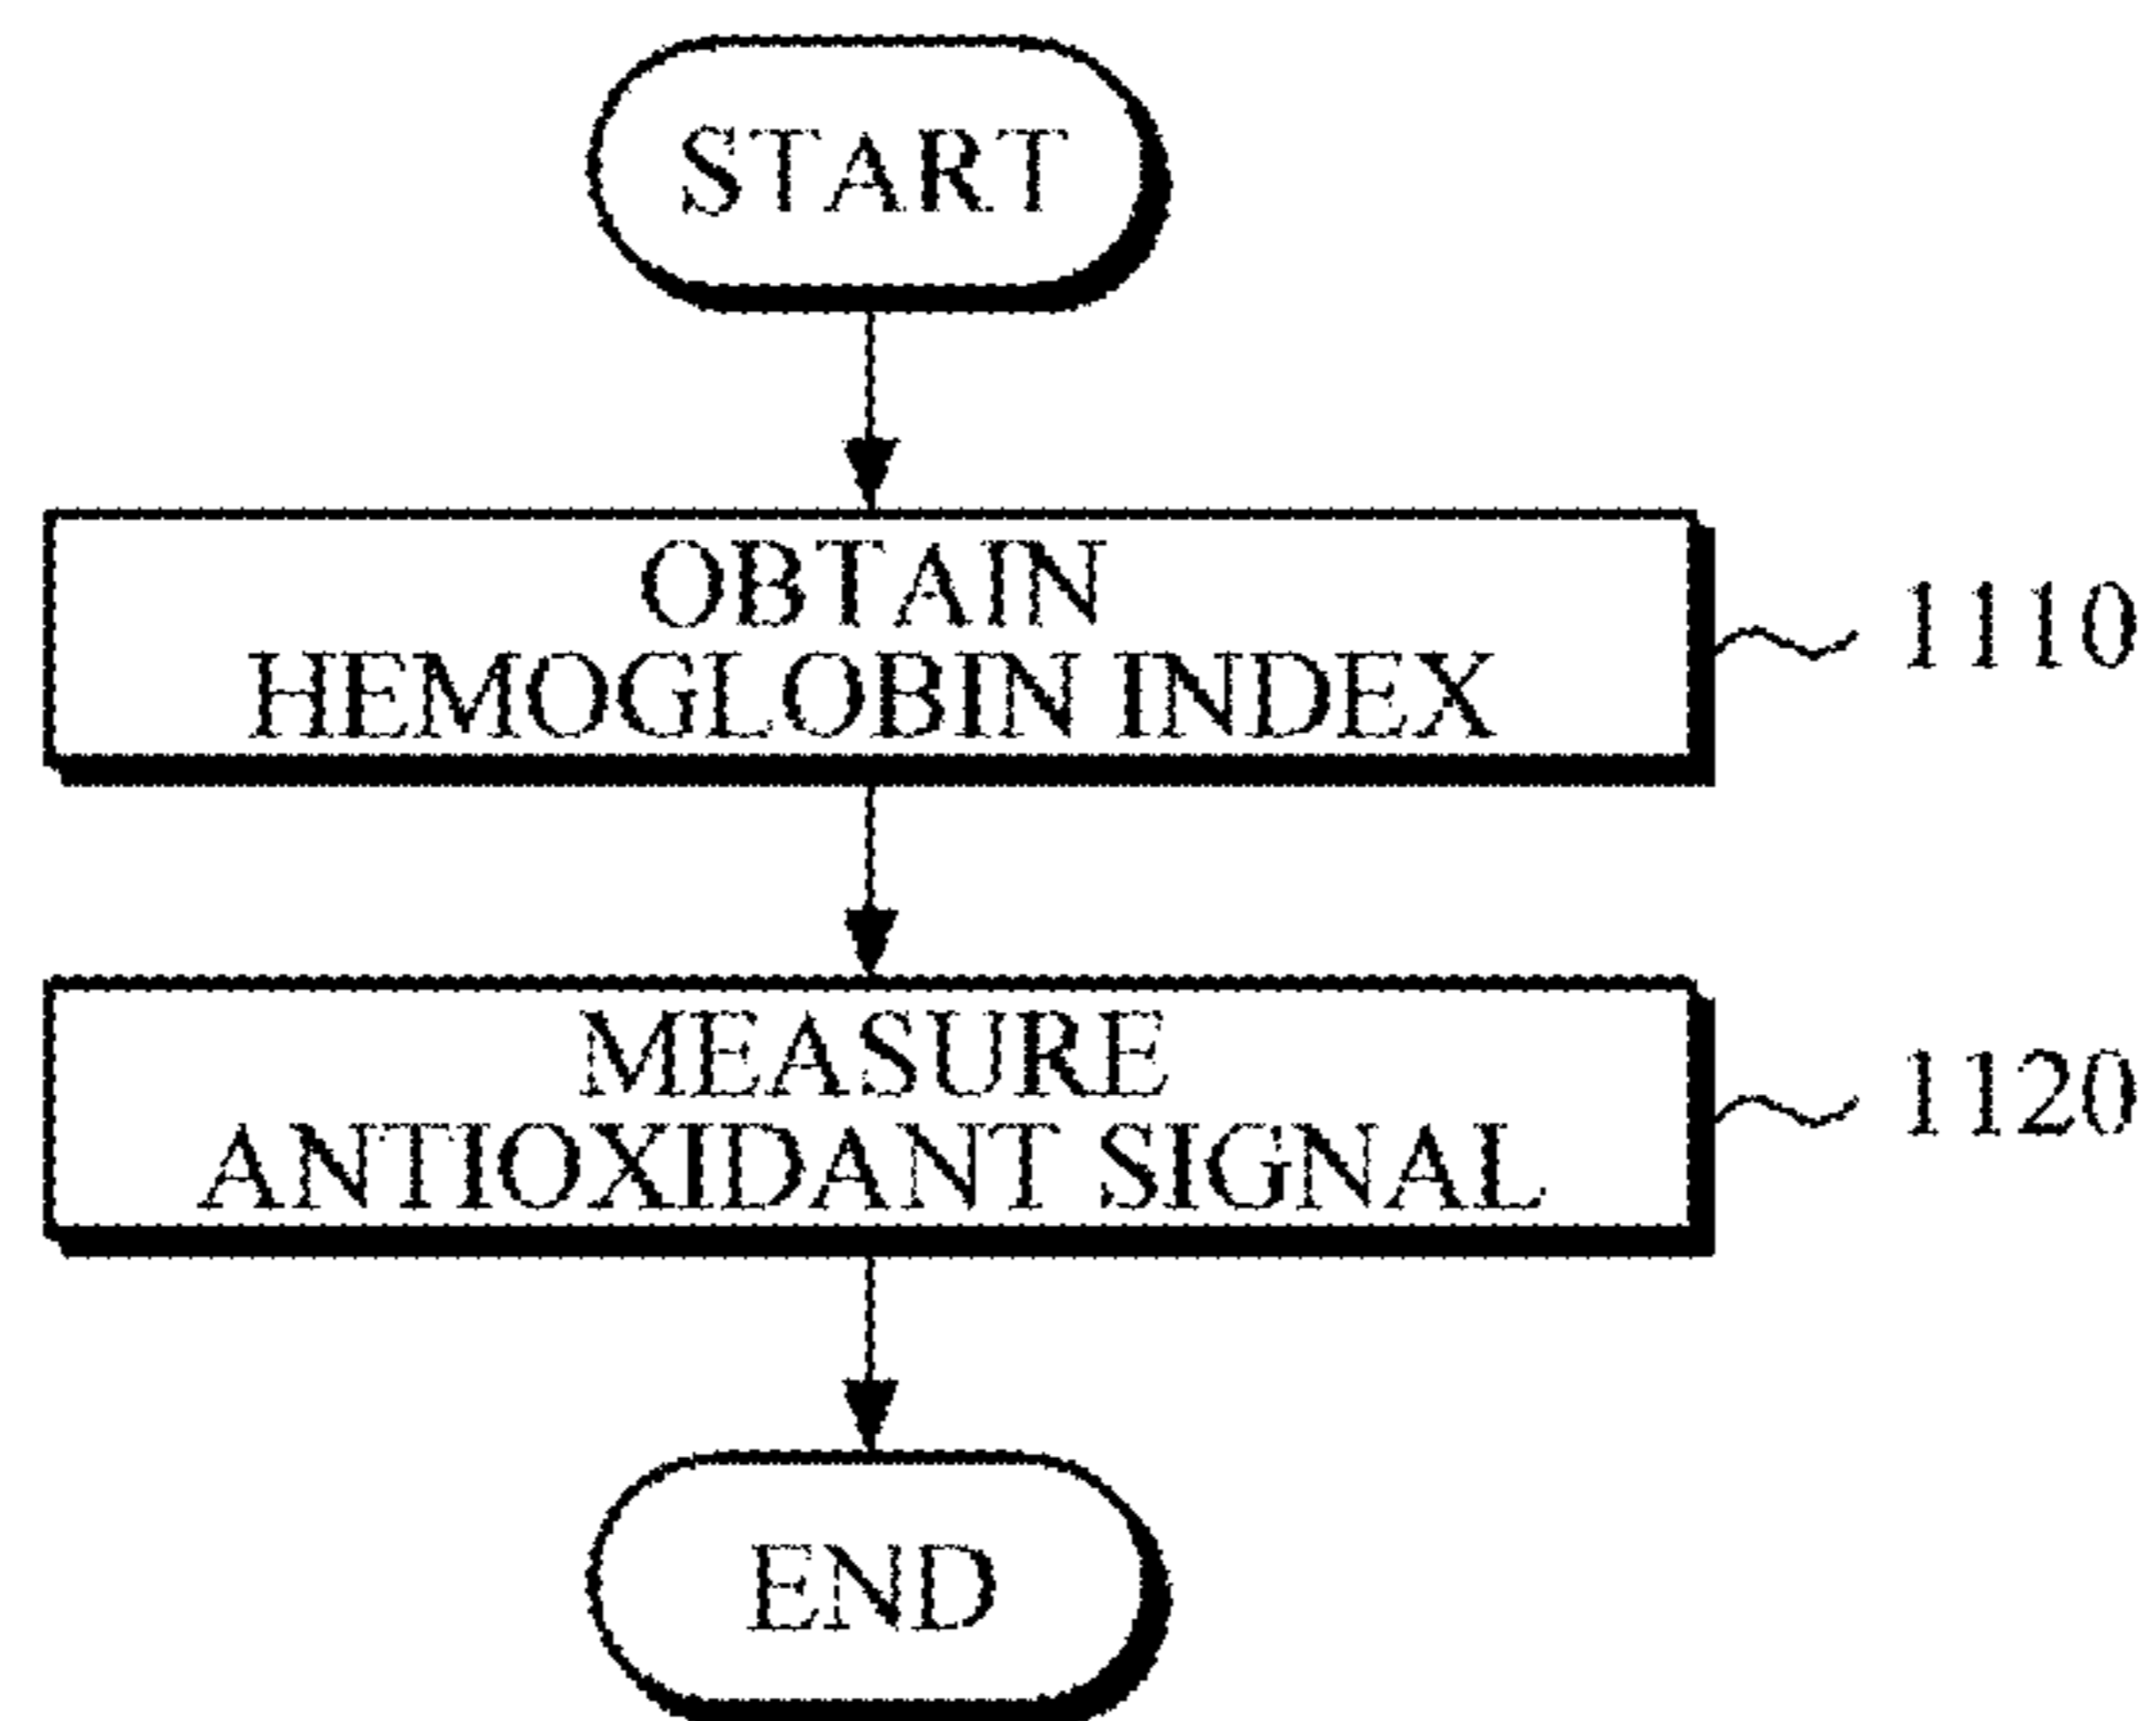 START
OBTAIN
HEMOGLOBIN INDEX
1110
MEASURE
ANTIOXIDANT SIGNAL
1120
END